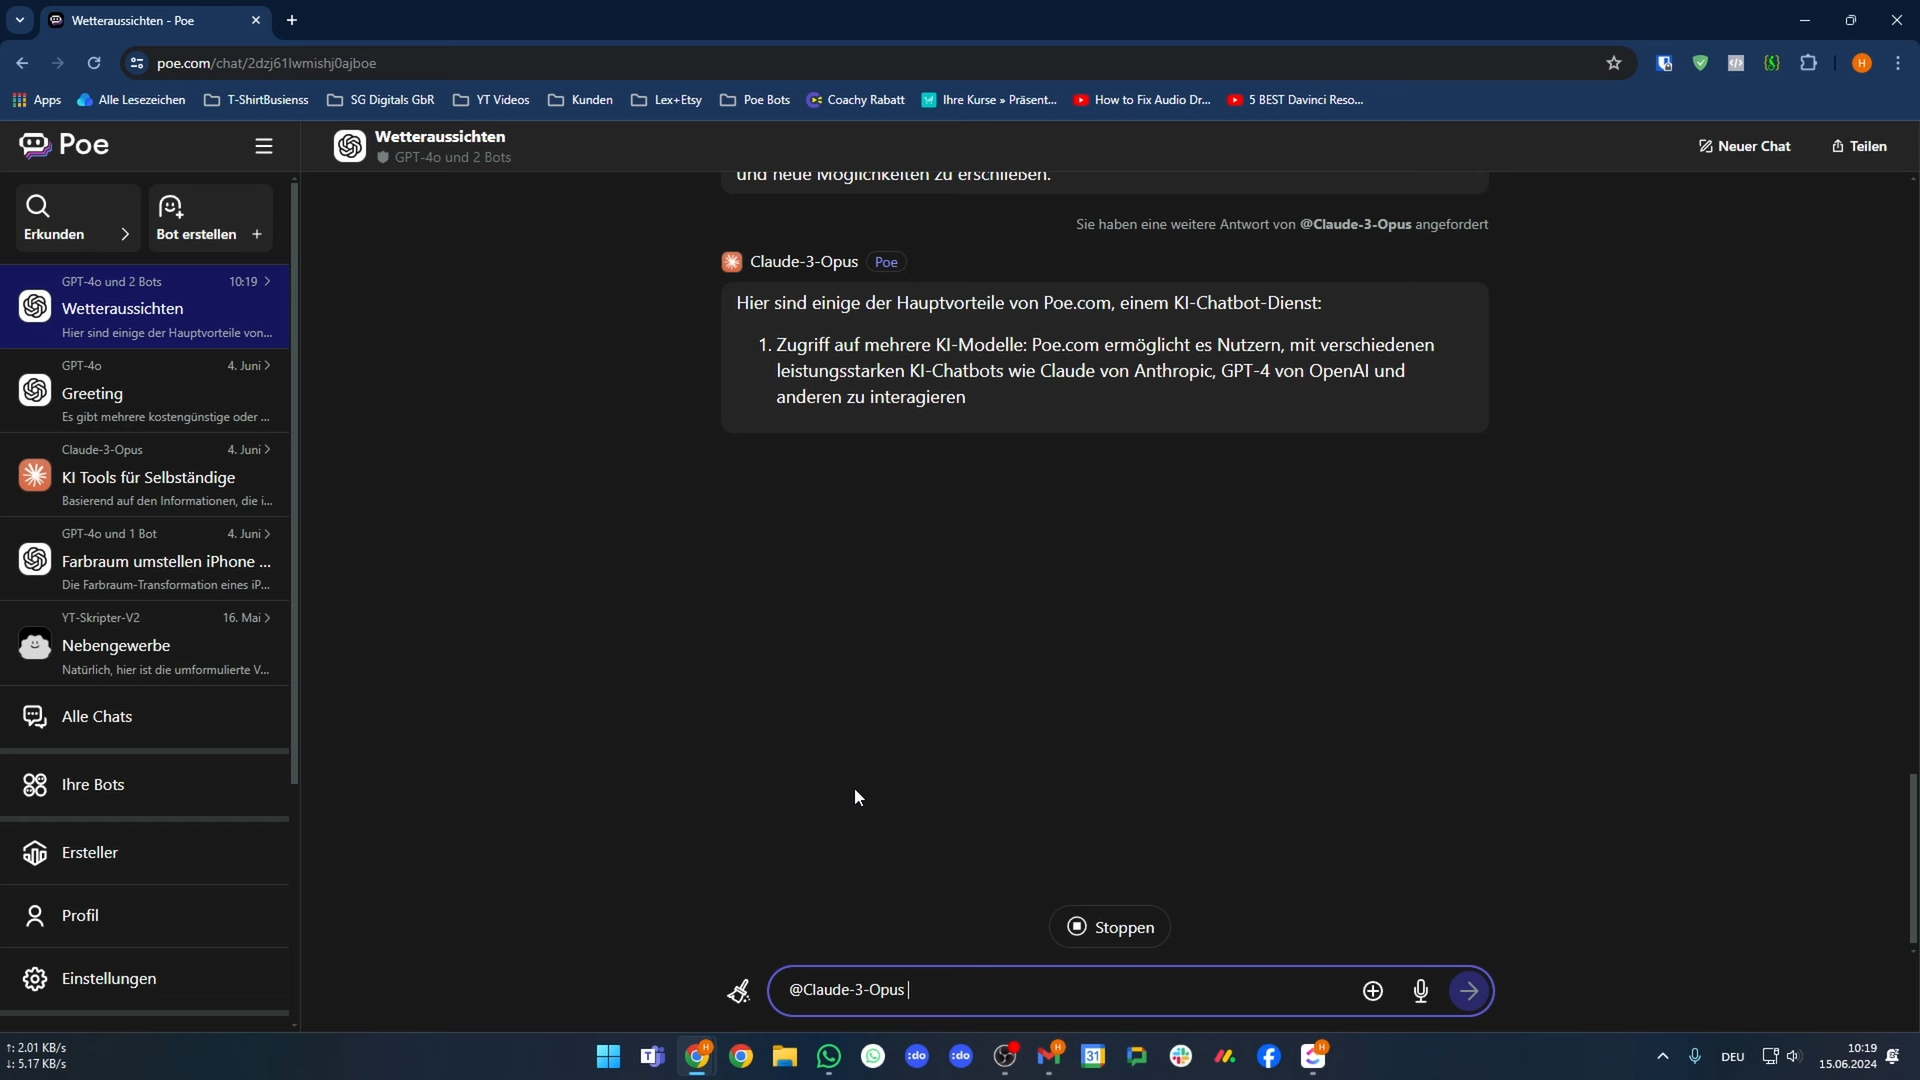 Wetteraussichten - Poe
poe.com/chat/2dzj61lwmishj0ajboe
H
Apps
Alle Lesezeichen
T-ShirtBusienss
SG Digitals GbR
YT Videos
Kunden
Lex+Etsy
Poe Bots
Coachy Rabatt
Ihre Kurse » Präsent...
How to Fix Audio Dr...
5 BEST Davinci Reso...
Poe
Wetteraussichten
GPT-4o und 2 Bots
Neuer Chat
Teilen
Erkunden
Bot erstellen +
GPT-4o und 2 Bots 10:19
Wetteraussichten
Hier sind einige der Hauptvorteile von...
GPT-4o 4. Juni
Greeting
Es gibt mehrere kostengünstige oder ...
Claude-3-Opus 4. Juni
KI Tools für Selbständige
Basierend auf den Informationen, die i...
GPT-4o und 1 Bot 4. Juni
Farbraum umstellen iPhone ...
Die Farbraum-Transformation eines iP...
YT-Skripter-V2 16. Mai
Nebengewerbe
Natürlich, hier ist die umformulierte V...
Alle Chats
Ihre Bots
Ersteller
Profil
Einstellungen
und neue Möglichkeiten zu erschließen.
Sie haben eine weitere Antwort von @Claude-3-Opus angefordert
Claude-3-Opus Poe
Hier sind einige der Hauptvorteile von Poe.com, einem KI-Chatbot-Dienst:
1. Zugriff auf mehrere KI-Modelle: Poe.com ermöglicht es Nutzern, mit verschiedenen
leistungsstarken KI-Chatbots wie Claude von Anthropic, GPT-4 von OpenAI und
anderen zu interagieren
Stoppen
@Claude-3-Opus
↑: 2.01 KB/s
↓: 5.17 KB/s
:do
:do
31
DEU
10:19
15.06.2024